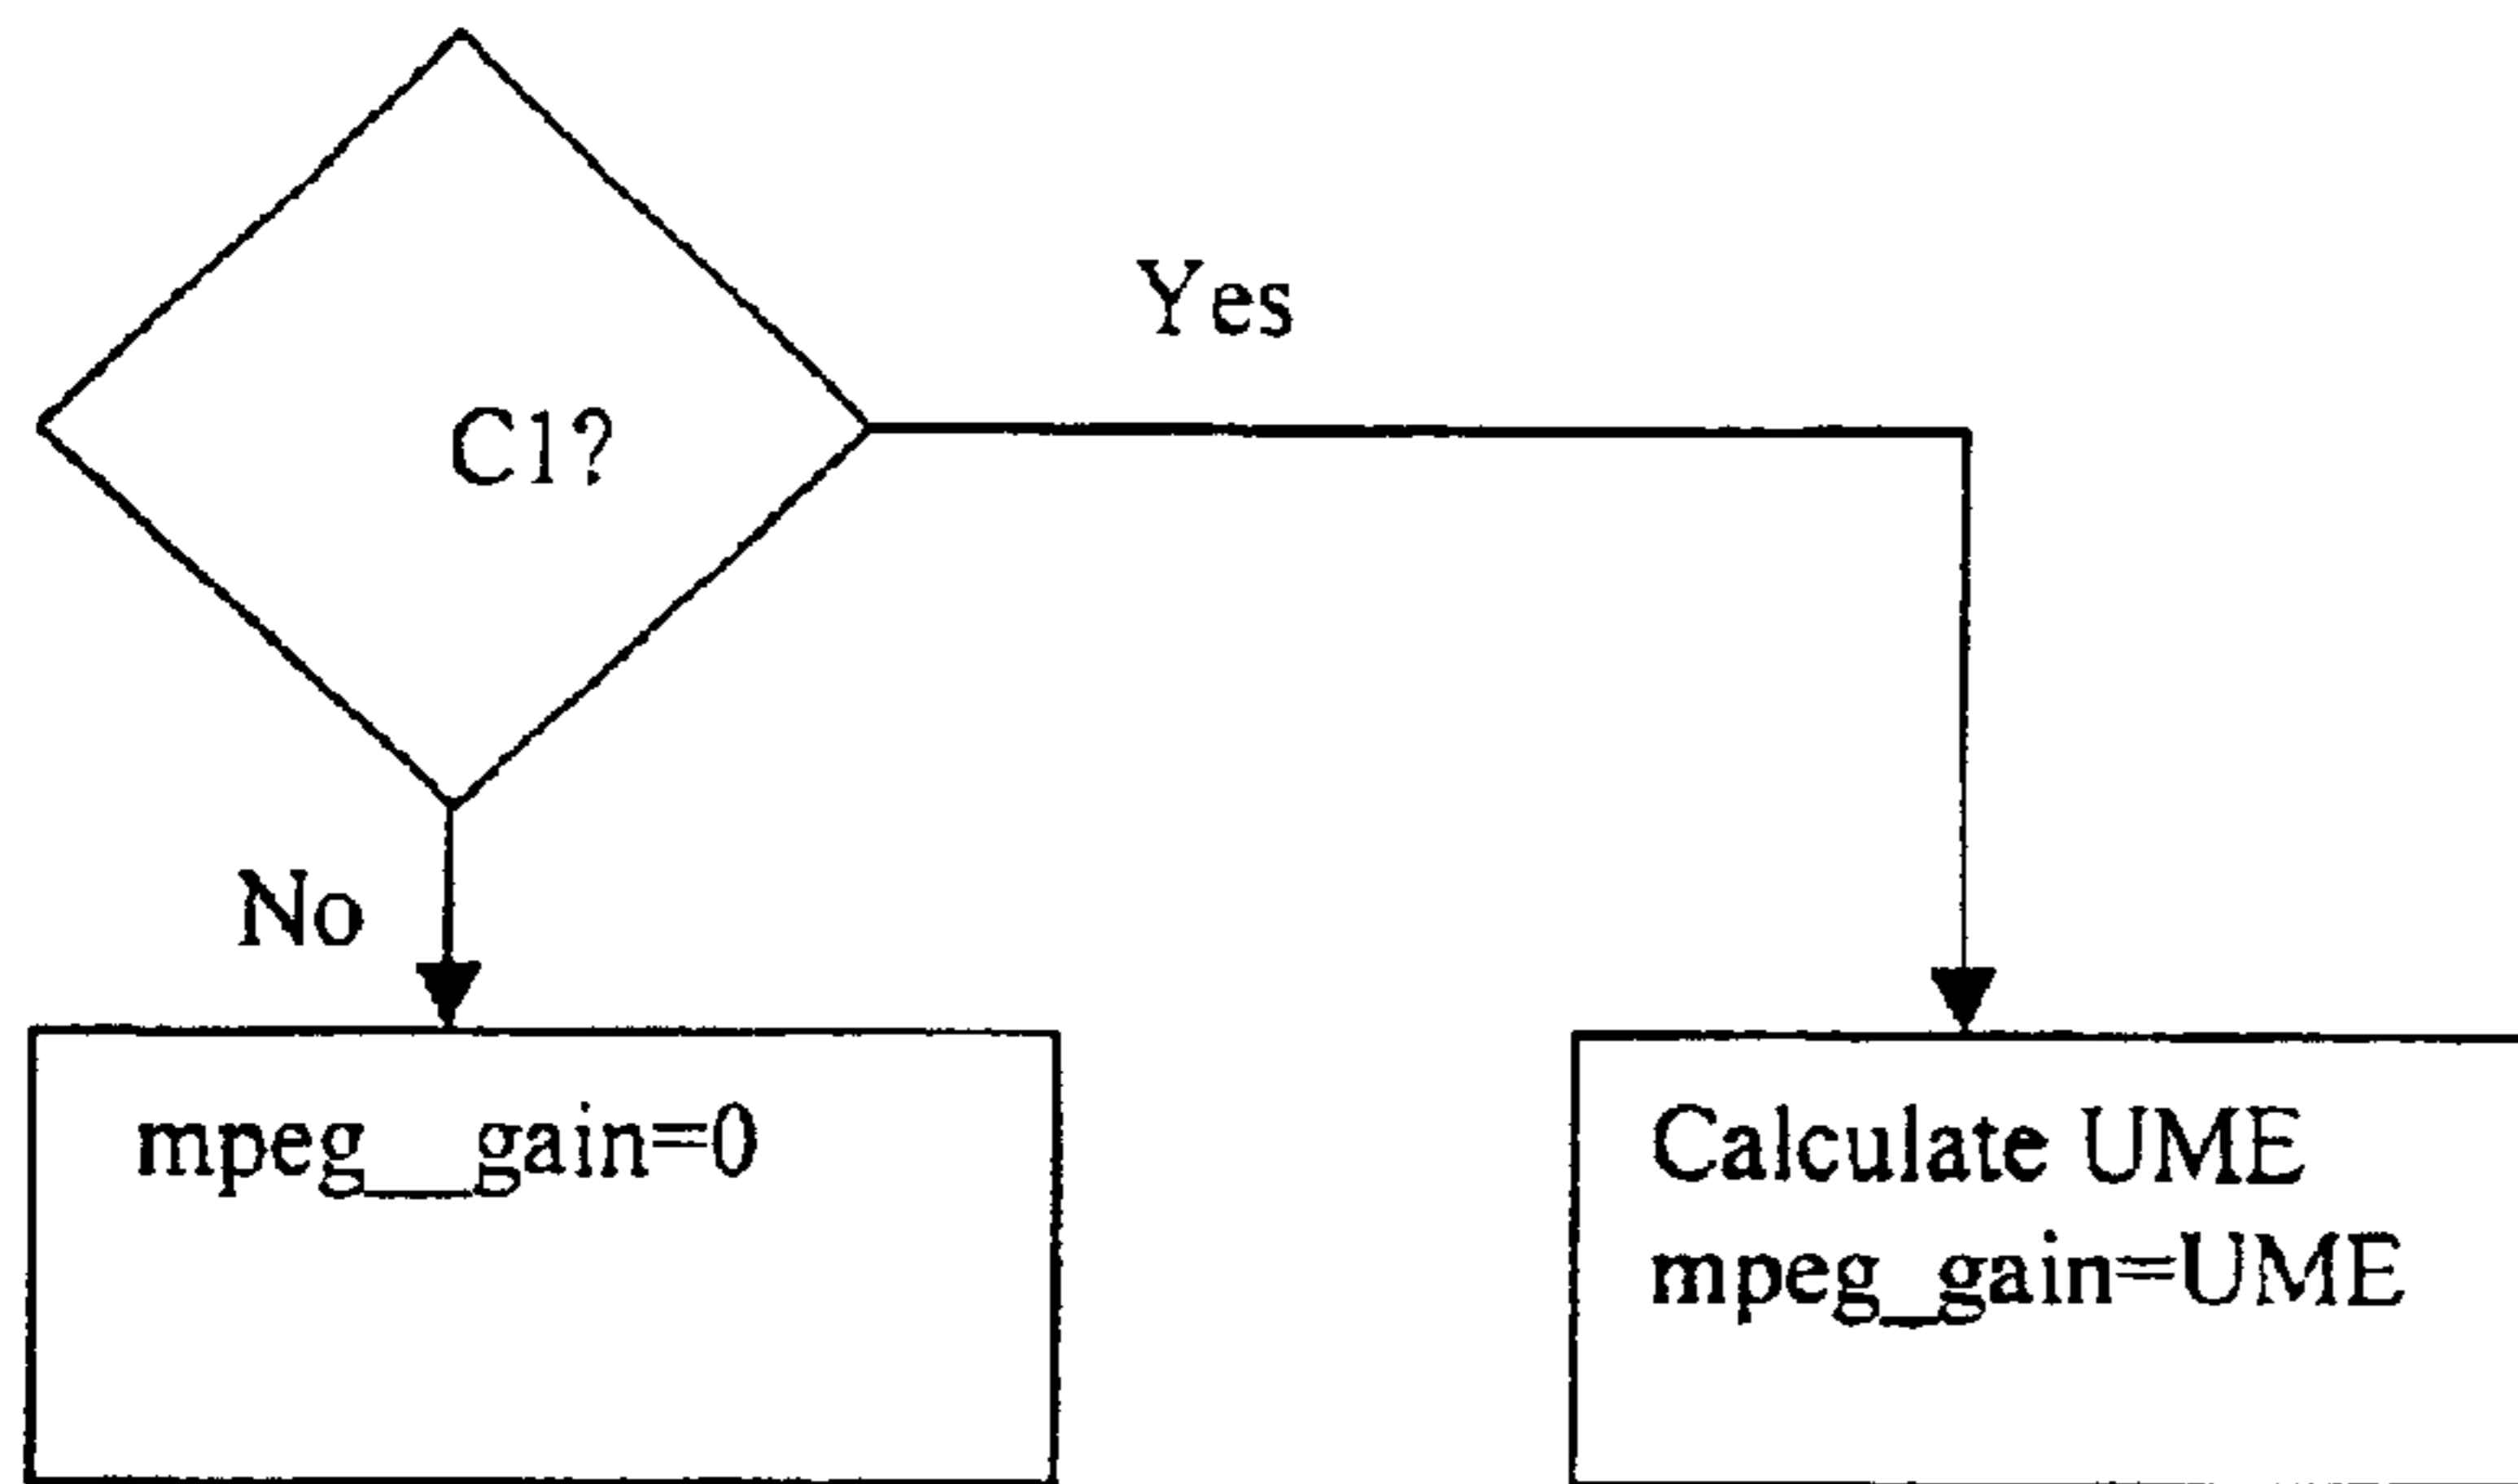 Yes
C1?
No
mpeg__gain=0
Calculate UME
mpeg_gain=UME